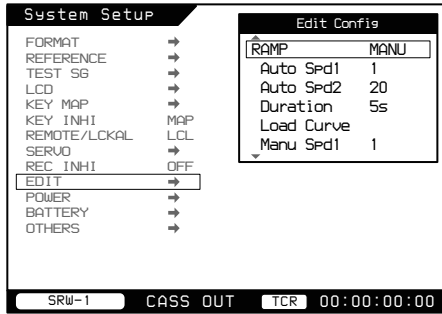 System Setup
FORMAT
REFERENCE
TEST SG
LCD
KEY MAP
KEY INHI MAP
REMOTE/LCKAL LCL
SERVO
REC INHI OFF
EDIT
POWER
BATTERY
OTHERS
Edit Config
RAMP MANU
Auto Spd1 1
Auto Spd2 20
Duration 5s
Load Curve
Manu Spd1 1
SRW-1 CASS OUT TCR 00:00:00:00